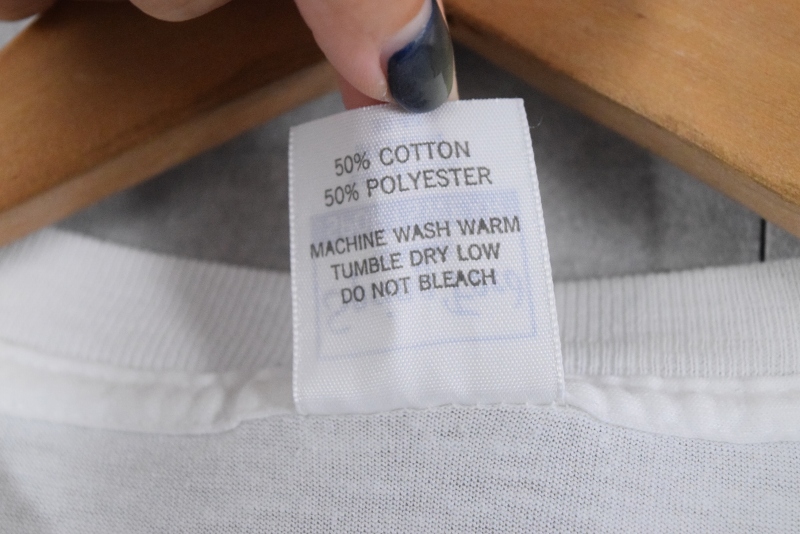 50% COTTON
50% POLYESTER
MACHINE WASH WARM
TUMBLE DRY LOW
DO NOT BLEACH